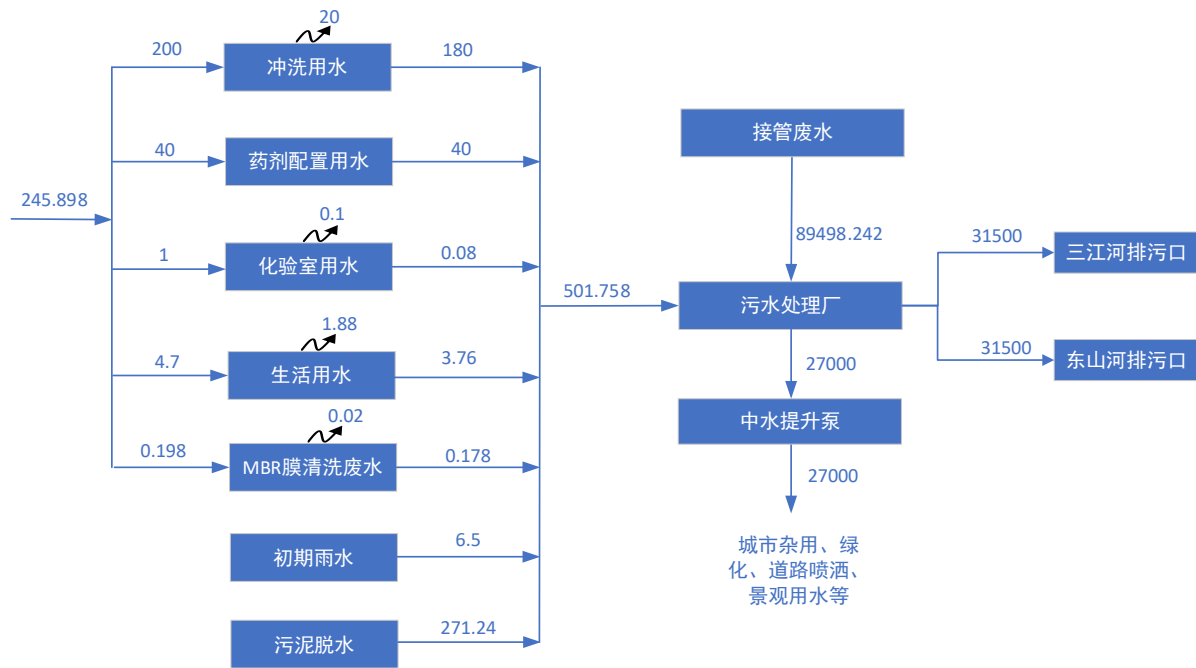 20
200
冲洗用水
180
40
药剂配置用水
40
245.898
0.1
1
化验室用水
0.08
1.88
4.7
生活用水
3.76
0.02
0.198
MBR膜清洗废水
0.178
初期雨水
6.5
污泥脱水
271.24
501.758
接管废水
89498.242
污水处理厂
31500
三江河排污口
31500
东山河排污口
27000
中水提升泵
27000
城市杂用、绿
化、道路喷洒、
景观用水等